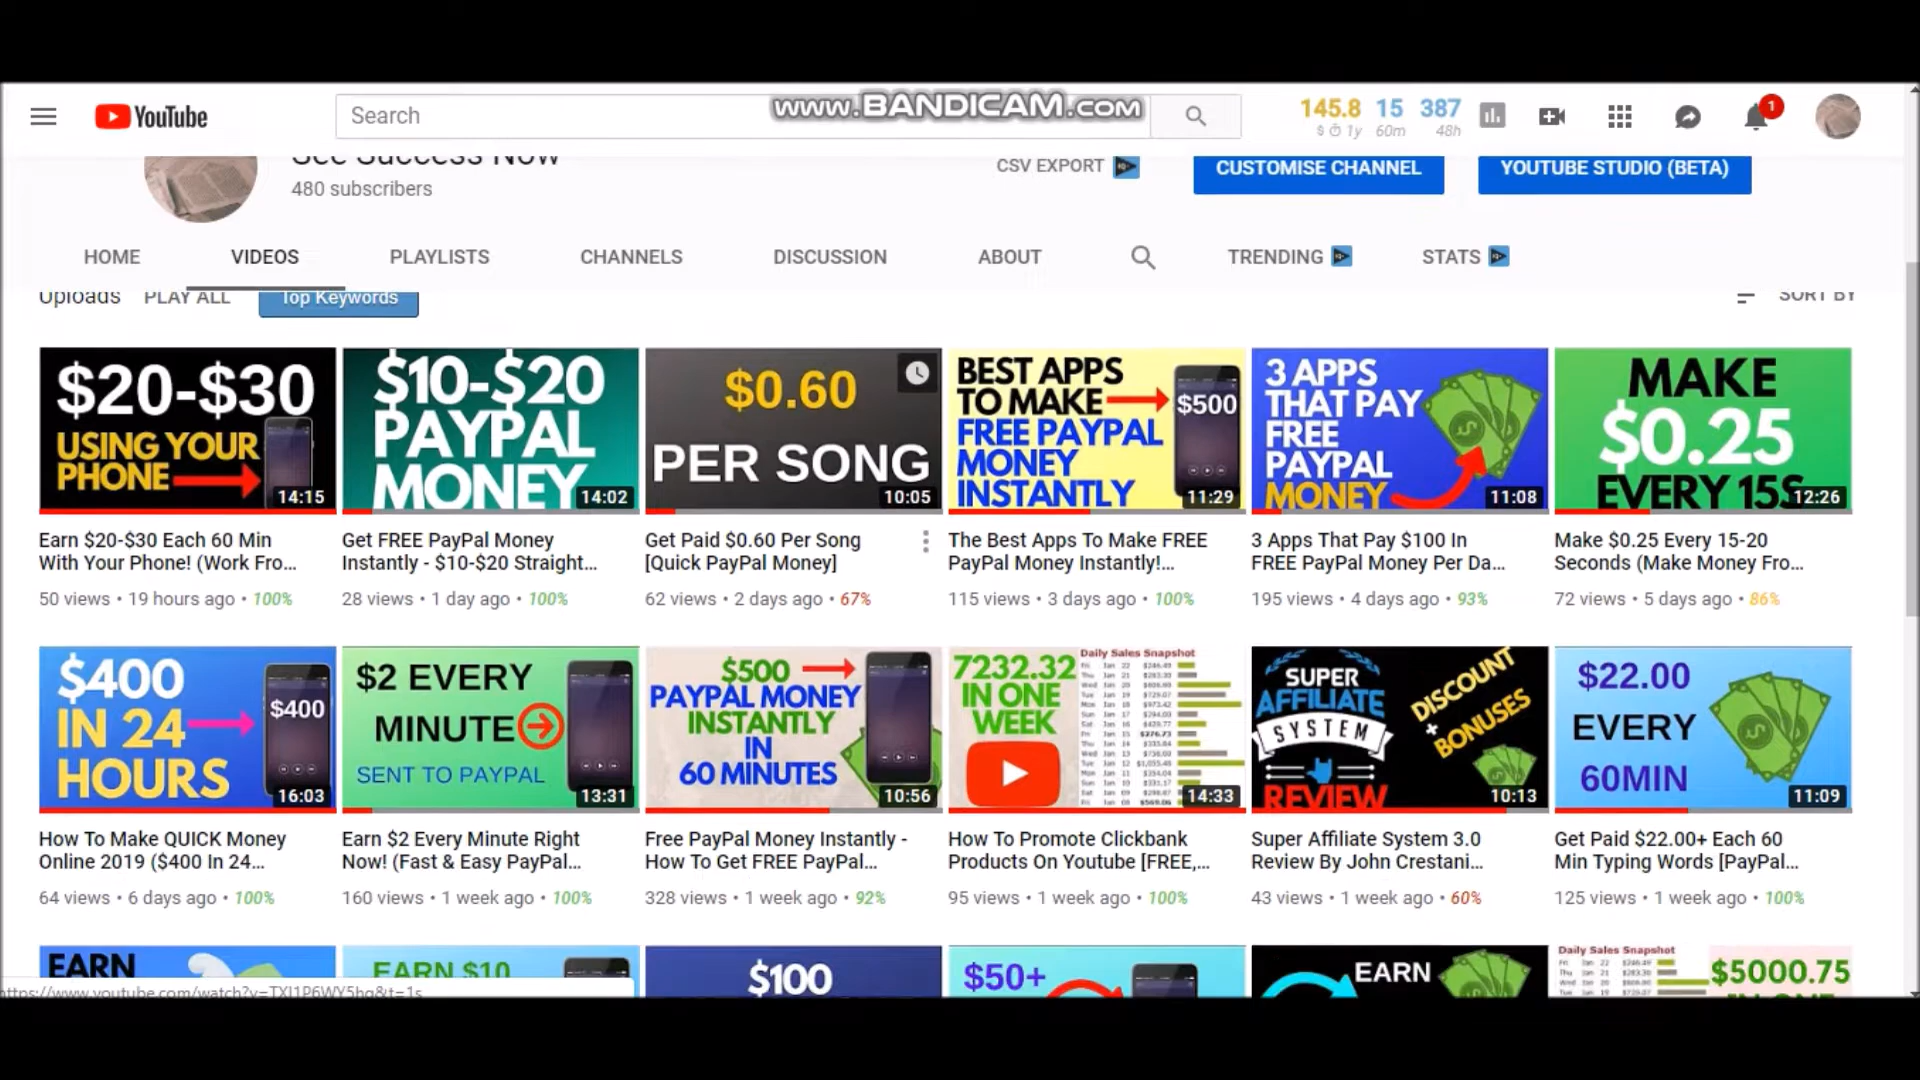 www.BANDICAM.com
YouTube
Search
145.8 15 387
$ 1y 60m 48h
1
See Success Now
480 subscribers
CSV EXPORT
CUSTOMISE CHANNEL
YOUTUBE STUDIO (BETA)
HOME VIDEOS PLAYLISTS CHANNELS DISCUSSION ABOUT TRENDING STATS
Uploads PLAY ALL Top Keywords SORT BY
$20-$30
USING YOUR
PHONE
14:15
$10-$20
PAYPAL
MONEY
14:02
$0.60
PER SONG
10:05
BEST APPS
TO MAKE
FREE PAYPAL
MONEY
INSTANTLY
$500
11:29
3 APPS
THAT PAY
FREE
PAYPAL
MONEY
11:08
MAKE
$0.25
EVERY 15S
12:26
Earn $20-$30 Each 60 Min
With Your Phone! (Work Fro...
50 views • 19 hours ago • 100%
Get FREE PayPal Money
Instantly - $10-$20 Straight...
28 views • 1 day ago • 100%
Get Paid $0.60 Per Song
[Quick PayPal Money]
62 views • 2 days ago • 67%
The Best Apps To Make FREE
PayPal Money Instantly!...
115 views • 3 days ago • 100%
3 Apps That Pay $100 In
FREE PayPal Money Per Da...
195 views • 4 days ago • 93%
Make $0.25 Every 15-20
Seconds (Make Money Fro...
72 views • 5 days ago • 86%
$400
IN 24
HOURS
$400
16:03
$2 EVERY
MINUTE
SENT TO PAYPAL
13:31
$500
PAYPAL MONEY
INSTANTLY
IN
60 MINUTES
10:56
7232.32
IN ONE
WEEK
Daily Sales Snapshot
14:33
SUPER
AFFILIATE
SYSTEM
REVIEW
DISCOUNT
+
BONUSES
10:13
$22.00
EVERY
60MIN
11:09
How To Make QUICK Money
Online 2019 ($400 In 24...
64 views • 6 days ago • 100%
Earn $2 Every Minute Right
Now! (Fast & Easy PayPal...
160 views • 1 week ago • 100%
Free PayPal Money Instantly -
How To Get FREE PayPal...
328 views • 1 week ago • 92%
How To Promote Clickbank
Products On Youtube [FREE,...
95 views • 1 week ago • 100%
Super Affiliate System 3.0
Review By John Crestani...
43 views • 1 week ago • 60%
Get Paid $22.00+ Each 60
Min Typing Words [PayPal...
125 views • 1 week ago • 100%
EARN
EARN $10
$100
$50+
EARN
Daily Sales Snapshot
$5000.75
IN ONE